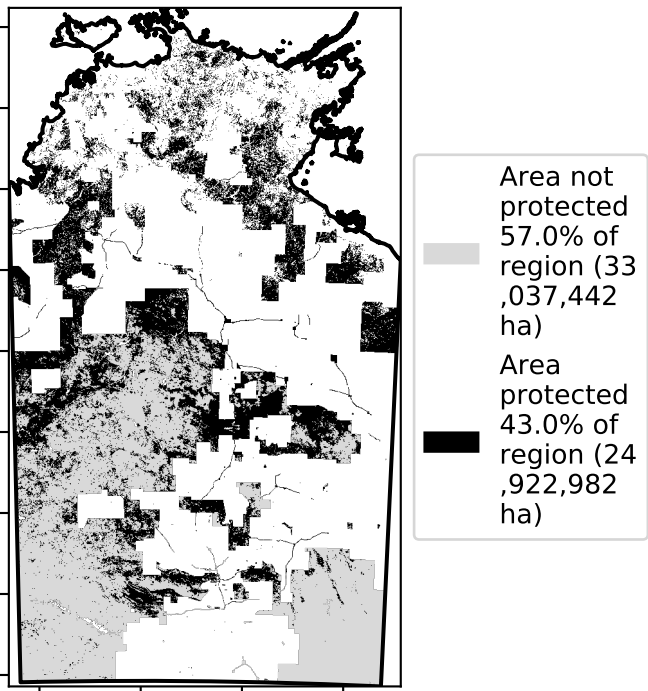 Area not
protected
57.0% of
region (33
,037,442
ha)
Area
protected
43.0% of
region (24
,922,982
ha)